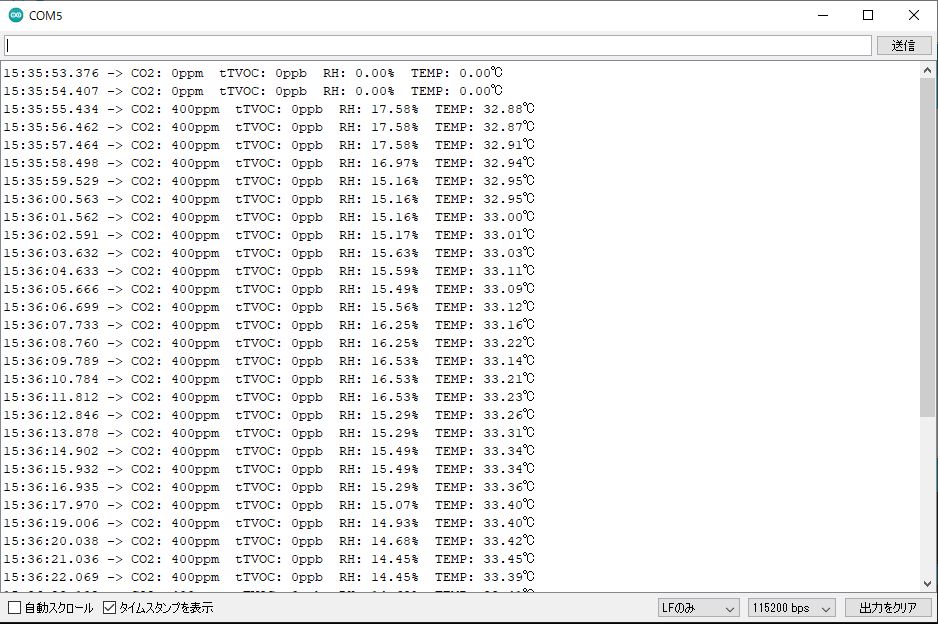 COM5
送信
15:35:53.376 -> CO2: 0ppm  tTVOC: 0ppb  RH: 0.00%  TEMP: 0.00℃
15:35:54.407 -> CO2: 0ppm  tTVOC: 0ppb  RH: 0.00%  TEMP: 0.00℃
15:35:55.434 -> CO2: 400ppm  tTVOC: 0ppb  RH: 17.58%  TEMP: 32.88℃
15:35:56.462 -> CO2: 400ppm  tTVOC: 0ppb  RH: 17.58%  TEMP: 32.87℃
15:35:57.464 -> CO2: 400ppm  tTVOC: 0ppb  RH: 17.58%  TEMP: 32.91℃
15:35:58.498 -> CO2: 400ppm  tTVOC: 0ppb  RH: 16.97%  TEMP: 32.94℃
15:35:59.529 -> CO2: 400ppm  tTVOC: 0ppb  RH: 15.16%  TEMP: 32.95℃
15:36:00.563 -> CO2: 400ppm  tTVOC: 0ppb  RH: 15.16%  TEMP: 32.95℃
15:36:01.562 -> CO2: 400ppm  tTVOC: 0ppb  RH: 15.16%  TEMP: 33.00℃
15:36:02.591 -> CO2: 400ppm  tTVOC: 0ppb  RH: 15.17%  TEMP: 33.01℃
15:36:03.632 -> CO2: 400ppm  tTVOC: 0ppb  RH: 15.63%  TEMP: 33.03℃
15:36:04.633 -> CO2: 400ppm  tTVOC: 0ppb  RH: 15.59%  TEMP: 33.11℃
15:36:05.666 -> CO2: 400ppm  tTVOC: 0ppb  RH: 15.49%  TEMP: 33.09℃
15:36:06.699 -> CO2: 400ppm  tTVOC: 0ppb  RH: 15.56%  TEMP: 33.12℃
15:36:07.733 -> CO2: 400ppm  tTVOC: 0ppb  RH: 16.25%  TEMP: 33.16℃
15:36:08.760 -> CO2: 400ppm  tTVOC: 0ppb  RH: 16.25%  TEMP: 33.22℃
15:36:09.789 -> CO2: 400ppm  tTVOC: 0ppb  RH: 16.53%  TEMP: 33.14℃
15:36:10.784 -> CO2: 400ppm  tTVOC: 0ppb  RH: 16.53%  TEMP: 33.21℃
15:36:11.812 -> CO2: 400ppm  tTVOC: 0ppb  RH: 16.53%  TEMP: 33.23℃
15:36:12.846 -> CO2: 400ppm  tTVOC: 0ppb  RH: 15.29%  TEMP: 33.26℃
15:36:13.878 -> CO2: 400ppm  tTVOC: 0ppb  RH: 15.29%  TEMP: 33.31℃
15:36:14.902 -> CO2: 400ppm  tTVOC: 0ppb  RH: 15.49%  TEMP: 33.34℃
15:36:15.932 -> CO2: 400ppm  tTVOC: 0ppb  RH: 15.49%  TEMP: 33.34℃
15:36:16.935 -> CO2: 400ppm  tTVOC: 0ppb  RH: 15.29%  TEMP: 33.36℃
15:36:17.970 -> CO2: 400ppm  tTVOC: 0ppb  RH: 15.07%  TEMP: 33.40℃
15:36:19.006 -> CO2: 400ppm  tTVOC: 0ppb  RH: 14.93%  TEMP: 33.40℃
15:36:20.038 -> CO2: 400ppm  tTVOC: 0ppb  RH: 14.68%  TEMP: 33.42℃
15:36:21.036 -> CO2: 400ppm  tTVOC: 0ppb  RH: 14.45%  TEMP: 33.45℃
15:36:22.069 -> CO2: 400ppm  tTVOC: 0ppb  RH: 14.45%  TEMP: 33.39℃
自動スクロール タイムスタンプを表示 LFのみ 115200 bps 出力をクリア